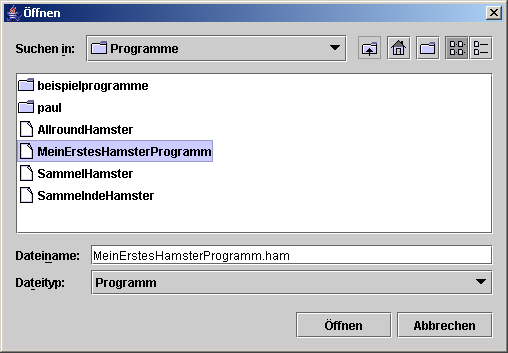 Öffnen
Suchen in: Programme
beispielprogramme
paul
AllroundHamster
MeinErstesHamsterProgramm
SammelHamster
SammelndeHamster
Dateiname: MeinErstesHamsterProgramm.ham
Dateityp: Programm
Öffnen Abbrechen